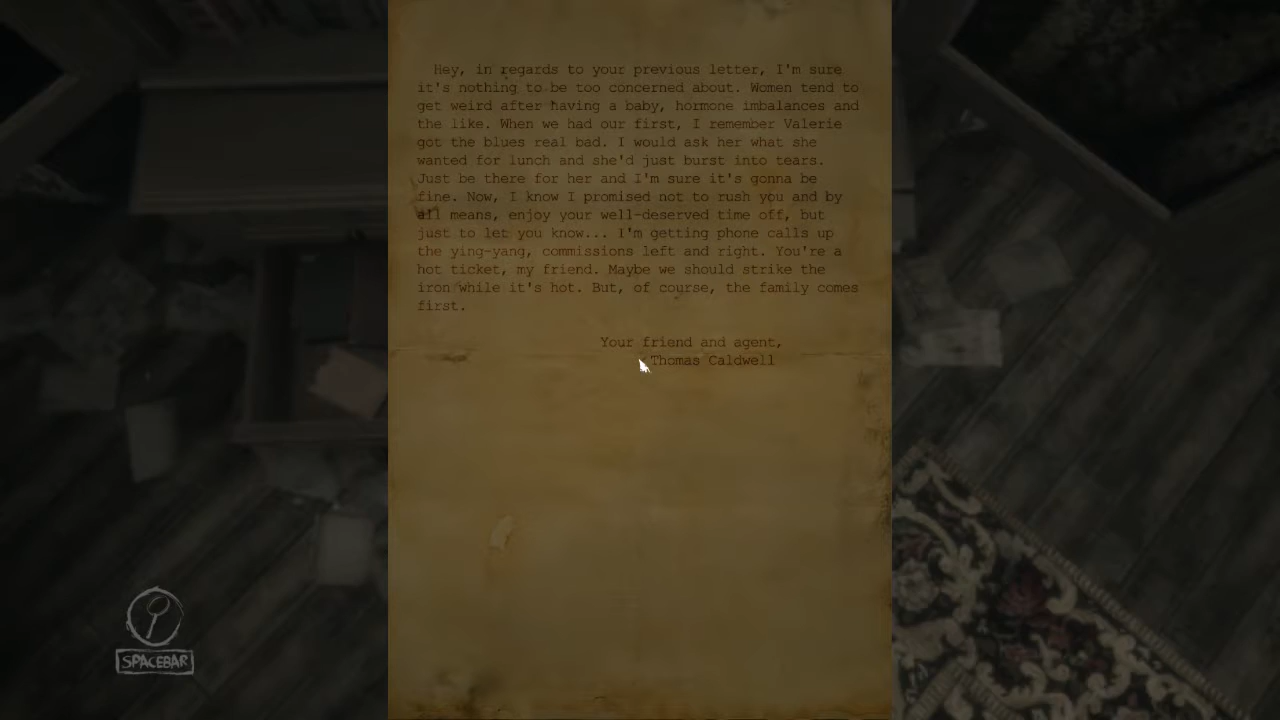 Hey, in regards to your previous letter, I'm sure
it's nothing to be too concerned about. Women tend to
get weird after having a baby, hormone imbalances and
the like. When we had our first, I remember Valerie
got the blues real bad. I would ask her what she
wanted for lunch and she'd just burst into tears.
Just be there for her and I'm sure it's gonna be
fine. Now, I know I promised not to rush you and by
all means, enjoy your well-deserved time off, but
just to let you know... I'm getting phone calls up
the ying-yang, commissions left and right. You're a
hot ticket, my friend. Maybe we should strike the
iron while it's hot. But, of course, the family comes
first.
Your friend and agent,
Thomas Caldwell
SPACEBAR